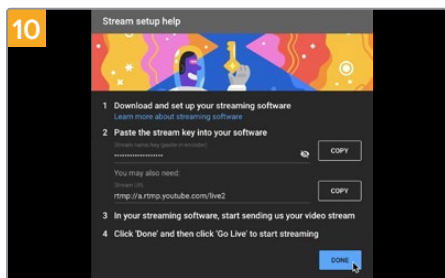 10
Stream setup help
1 Download and set up your streaming software
Learn more about streaming software
2 Paste the stream key into your software
Stream name/key (paste in encoder)
COPY
You may also need:
Stream URL
rtmp://a.rtmp.youtube.com/live2
COPY
3 In your streaming software, start sending us your video stream
4 Click 'Done' and then click 'Go Live' to start streaming
DONE